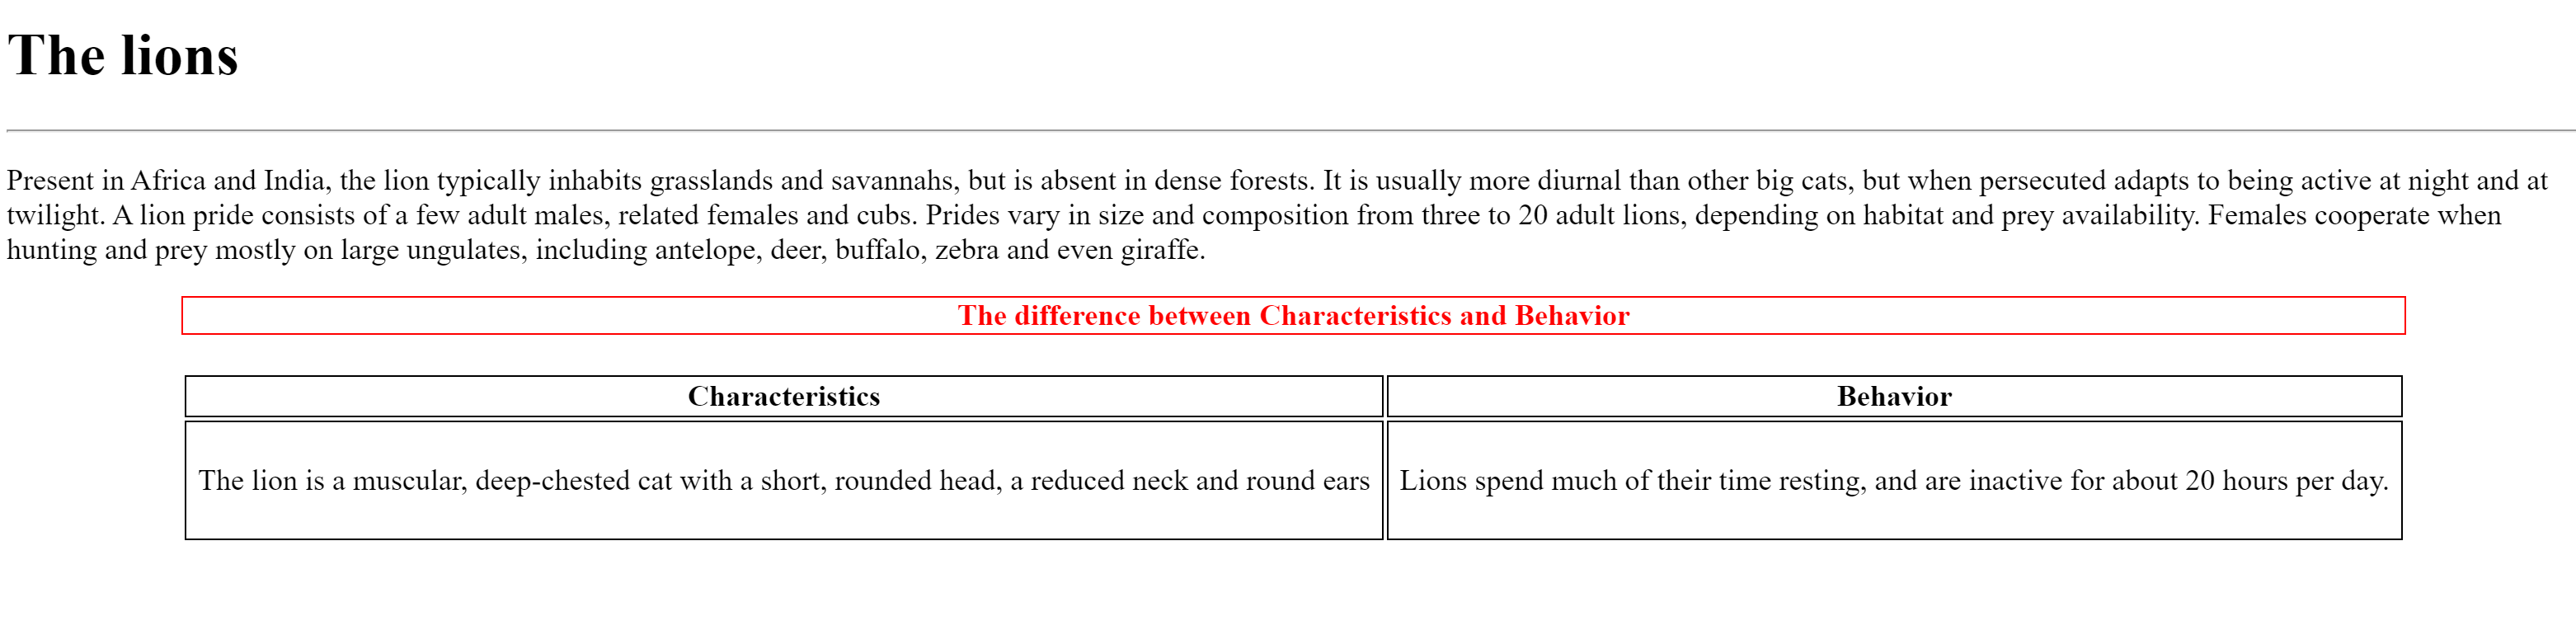 The lions
Present in Africa and India, the lion typically inhabits grasslands and savannahs, but is absent in dense forests. It is usually more diurnal than other big cats, but when persecuted adapts to being active at night and at
twilight. A lion pride consists of a few adult males, related females and cubs. Prides vary in size and composition from three to 20 adult lions, depending on habitat and prey availability. Females cooperate when
hunting and prey mostly on large ungulates, including antelope, deer, buffalo, zebra and even giraffe.
The difference between Characteristics and Behavior
Characteristics
Behavior
The lion is a muscular, deep-chested cat with a short, rounded head, a reduced neck and round ears
Lions spend much of their time resting, and are inactive for about 20 hours per day.